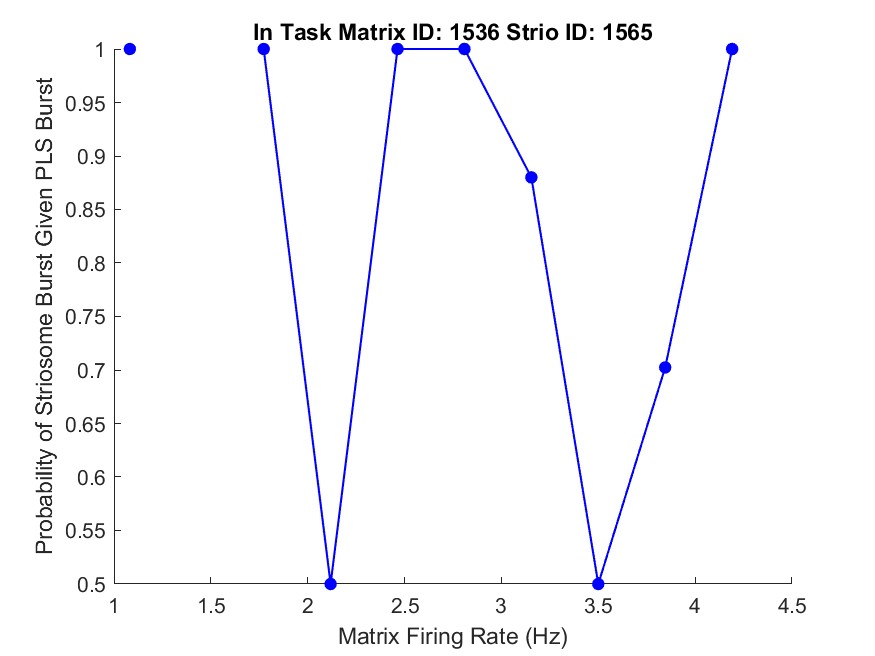 In Task Matrix ID: 1536 Strio ID: 1565
Probability of Striosome Burst Given PLS Burst
1
0.95
0.9
0.85
0.8
0.75
0.7
0.65
0.6
0.55
0.5
1 1.5 2 2.5 3 3.5 4 4.5
Matrix Firing Rate (Hz)